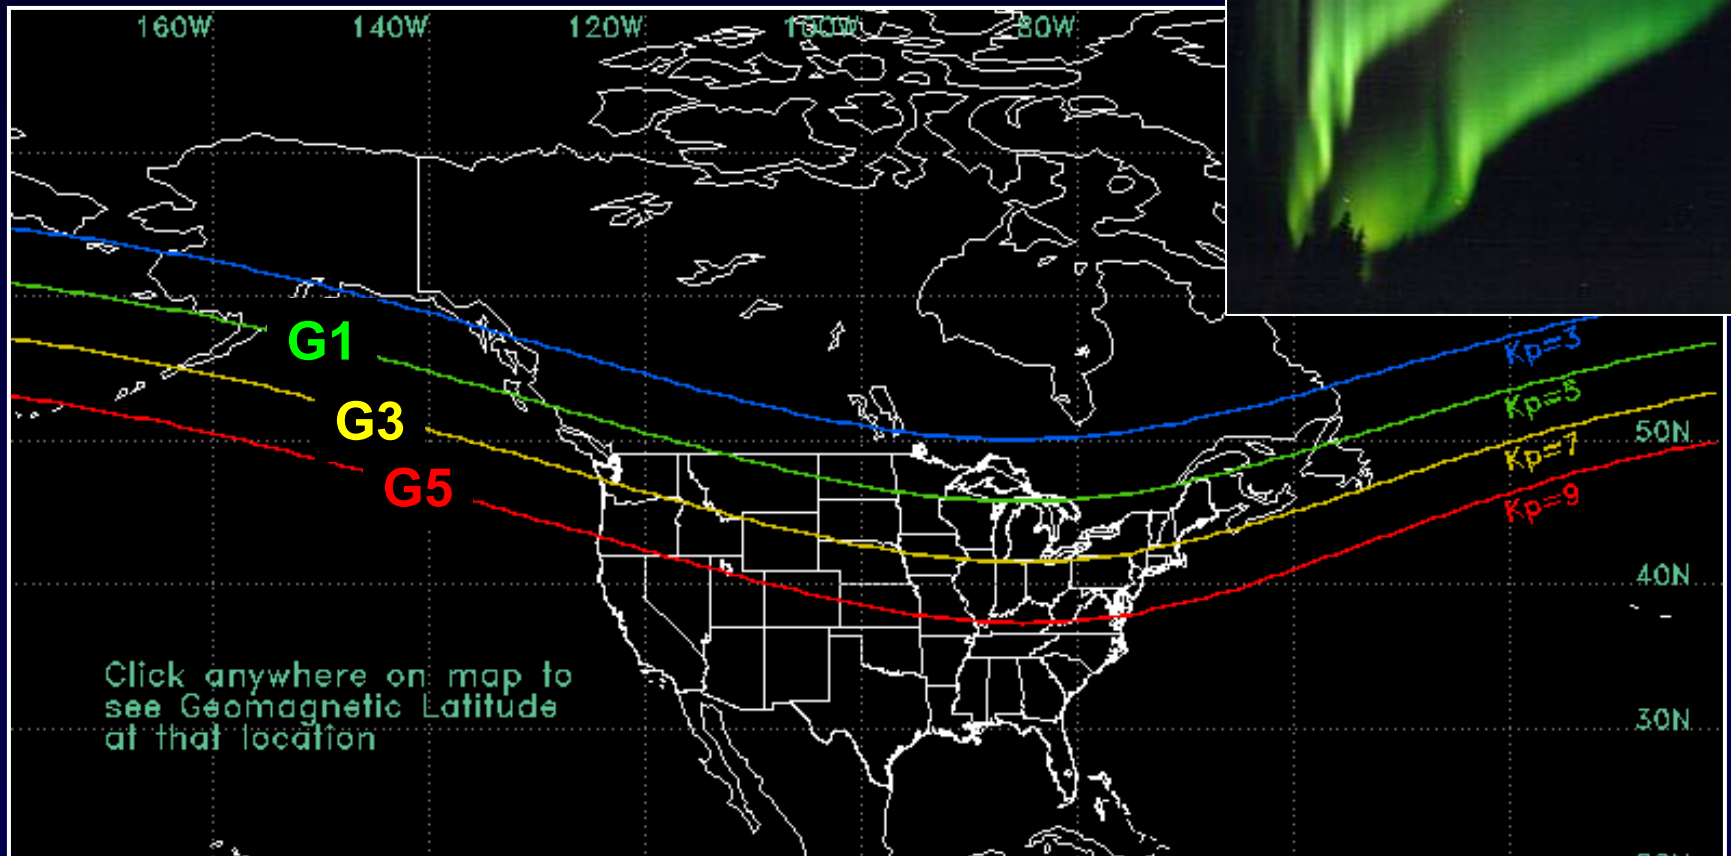 160W 140W 120W 100W 80W
G1
G3
G5
Kp=3
Kp=5
Kp=7
Kp=9
50N
40N
30N
Click anywhere on map to
see Geomagnetic Latitude
at that location